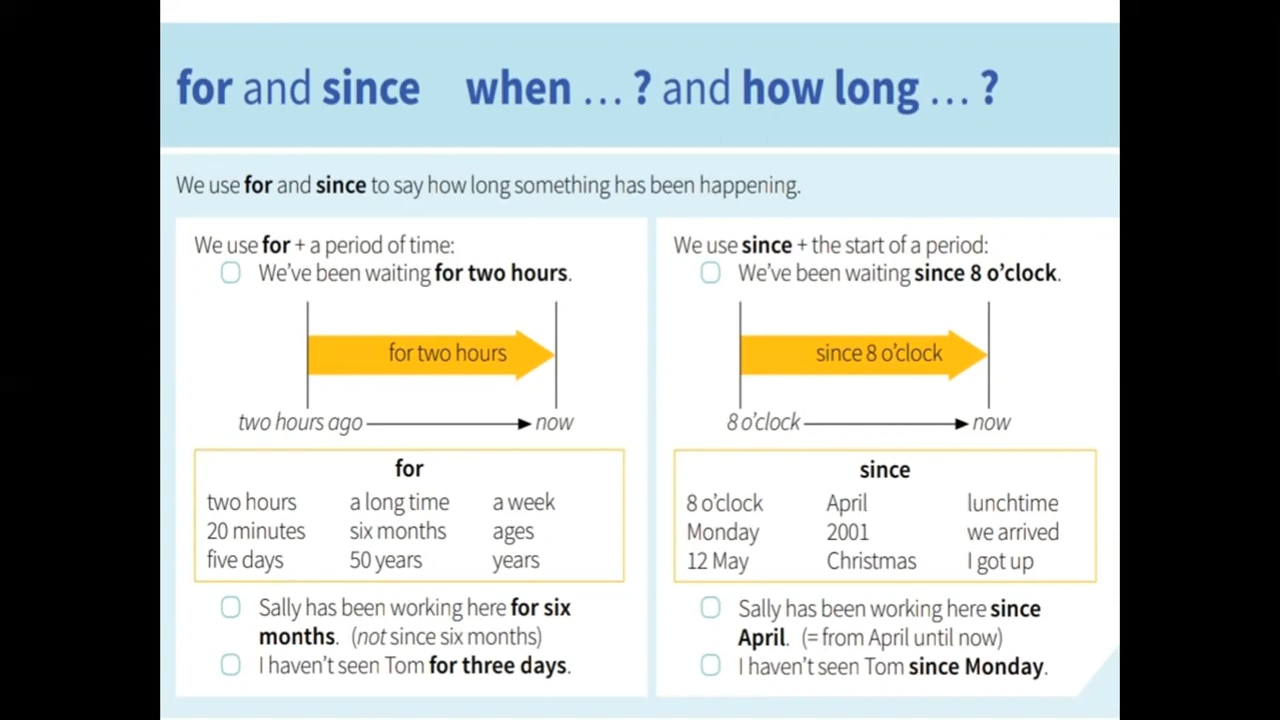 for and since when … ? and how long … ?
We use for and since to say how long something has been happening.
We use for + a period of time:
We've been waiting for two hours.
for two hours
two hours ago now
for
two hours a long time a week
20 minutes six months ages
five days 50 years years
Sally has been working here for six
months. (not since six months)
I haven't seen Tom for three days.
We use since + the start of a period:
We've been waiting since 8 o'clock.
since 8 o'clock
8 o'clock now
since
8 o'clock April lunchtime
Monday 2001 we arrived
12 May Christmas I got up
Sally has been working here since
April. (= from April until now)
I haven't seen Tom since Monday.